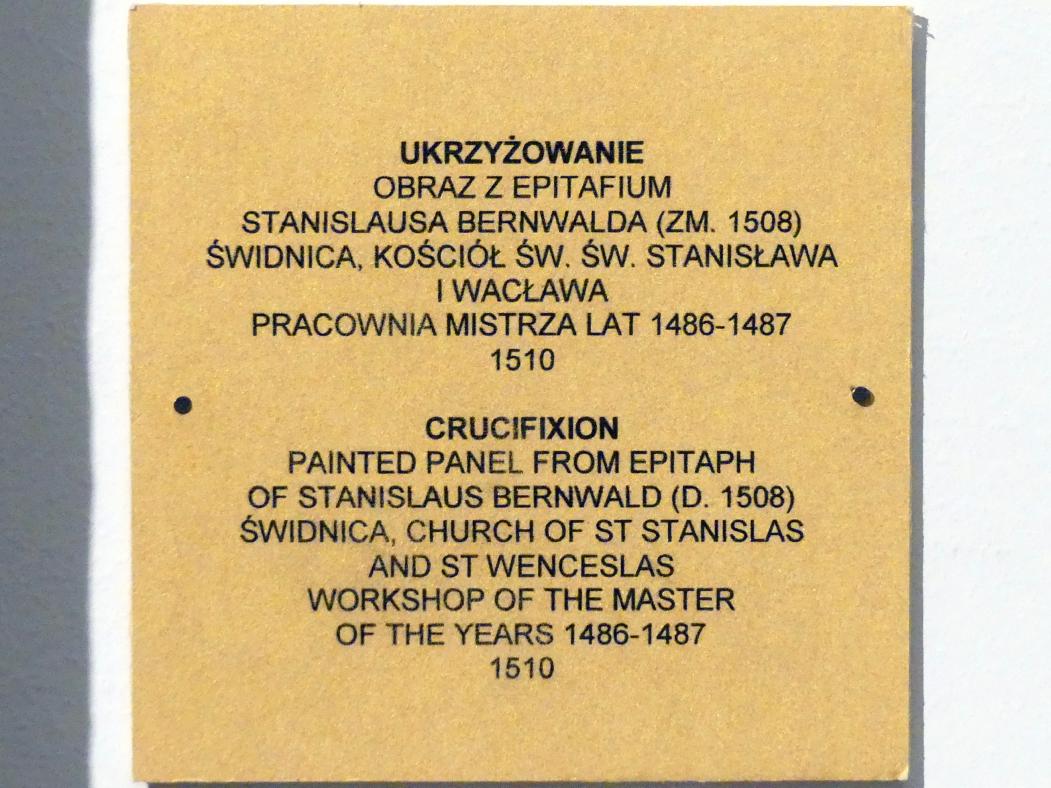 UKRZYŻOWANIE
OBRAZ Z EPITAFIUM
STANISLAUSA BERNWALDA (ZM. 1508)
ŚWIDNICA, KOŚCIÓŁ ŚW. ŚW. STANISŁAWA
I WACŁAWA
PRACOWNIA MISTRZA LAT 1486-1487
1510
CRUCIFIXION
PAINTED PANEL FROM EPITAPH
OF STANISLAUS BERNWALD (D. 1508)
ŚWIDNICA, CHURCH OF ST STANISLAS
AND ST WENCESLAS
WORKSHOP OF THE MASTER
OF THE YEARS 1486-1487
1510